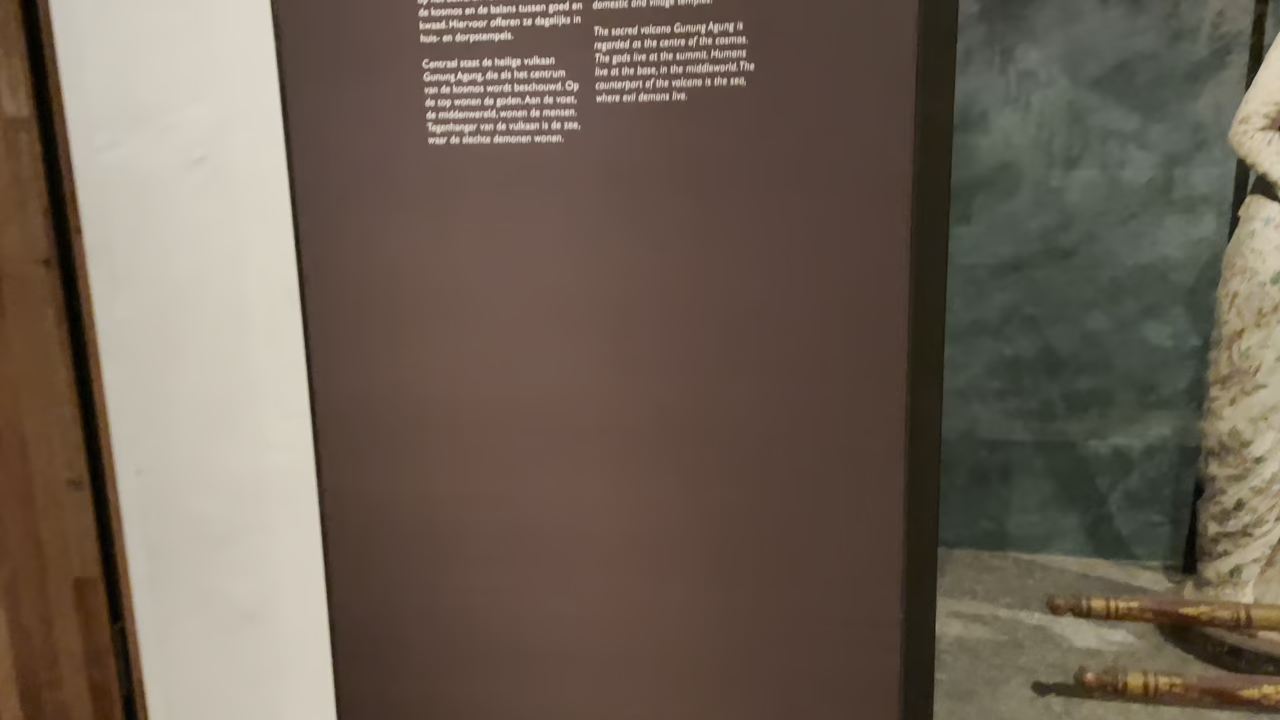 de kosmos en de balans tussen goed en
kwaad. Hiervoor offeren ze dagelijks in
huis- en dorpstempels.
Centraal staat de heilige vulkaan
Gunung Agung, die als het centrum
van de kosmos wordt beschouwd. Op
de top wonen de goden. Aan de voet,
de middenwereld, wonen de mensen.
Tegenhanger van de vulkaan is de zee,
waar de slechte demonen wonen.
domestic and village temples.
The sacred volcano Gunung Agung is
regarded as the centre of the cosmos.
The gods live at the summit. Humans
live at the base, in the middleworld. The
counterpart of the volcano is the sea,
where evil demons live.